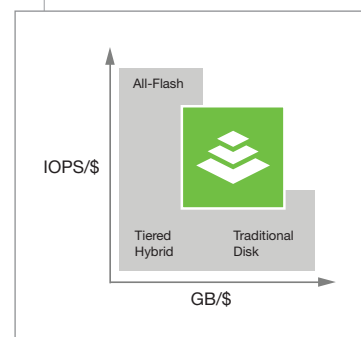 All-Flash
IOPS/$
Tiered
Hybrid
Traditional
Disk
GB/$